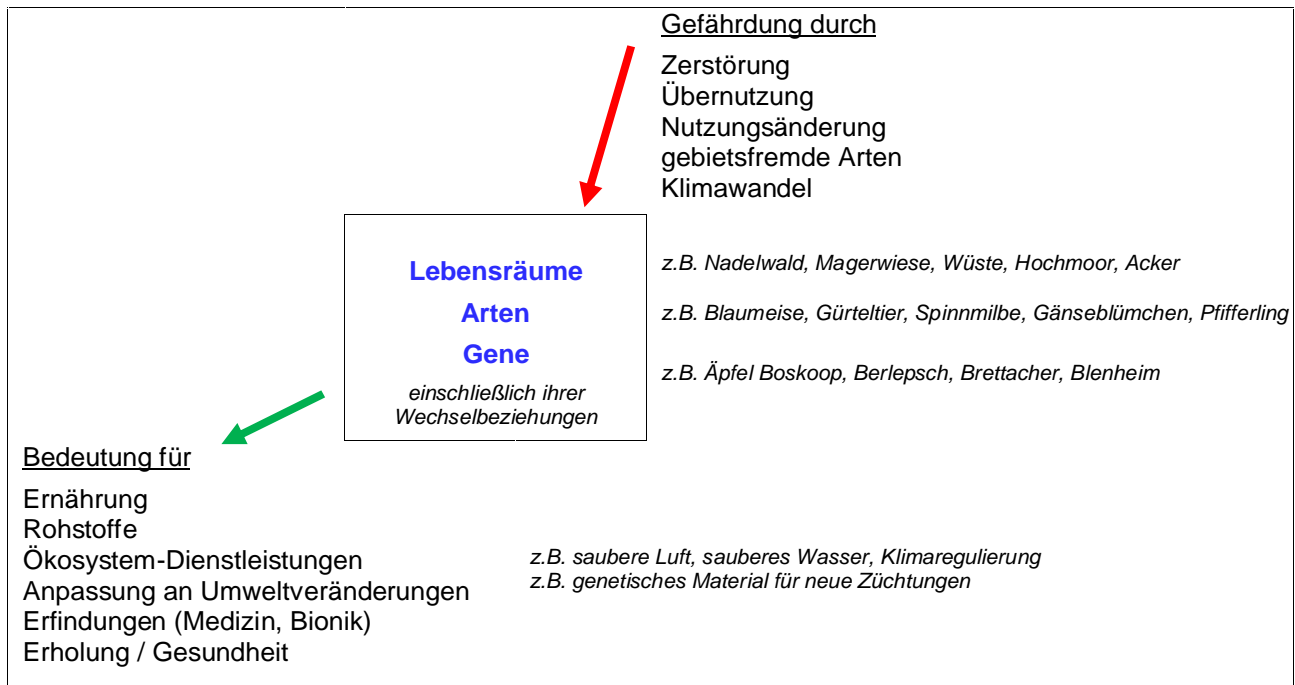 Gefährdung durch
Zerstörung
Übernutzung
Nutzungsänderung
gebietsfremde Arten
Klimawandel
Lebensräume
z.B. Nadelwald, Magerwiese, Wüste, Hochmoor, Acker
Arten
z.B. Blaumeise, Gürteltier, Spinnmilbe, Gänseblümchen, Pfifferling
Gene
z.B. Äpfel Boskoop, Berlepsch, Brettacher, Blenheim
einschließlich ihrer
Wechselbeziehungen
Bedeutung für
Ernährung
Rohstoffe
Ökosystem-Dienstleistungen
z.B. saubere Luft, sauberes Wasser, Klimaregulierung
Anpassung an Umweltveränderungen
z.B. genetisches Material für neue Züchtungen
Erfindungen (Medizin, Bionik)
Erholung / Gesundheit